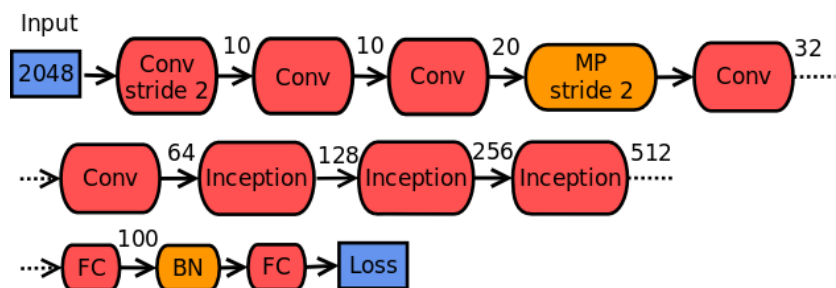 Input
2048
Conv
stride 2
10
Conv
10
Conv
20
MP
stride 2
Conv
32
Conv
64
Inception
128
Inception
256
Inception
512
FC
100
BN
FC
Loss